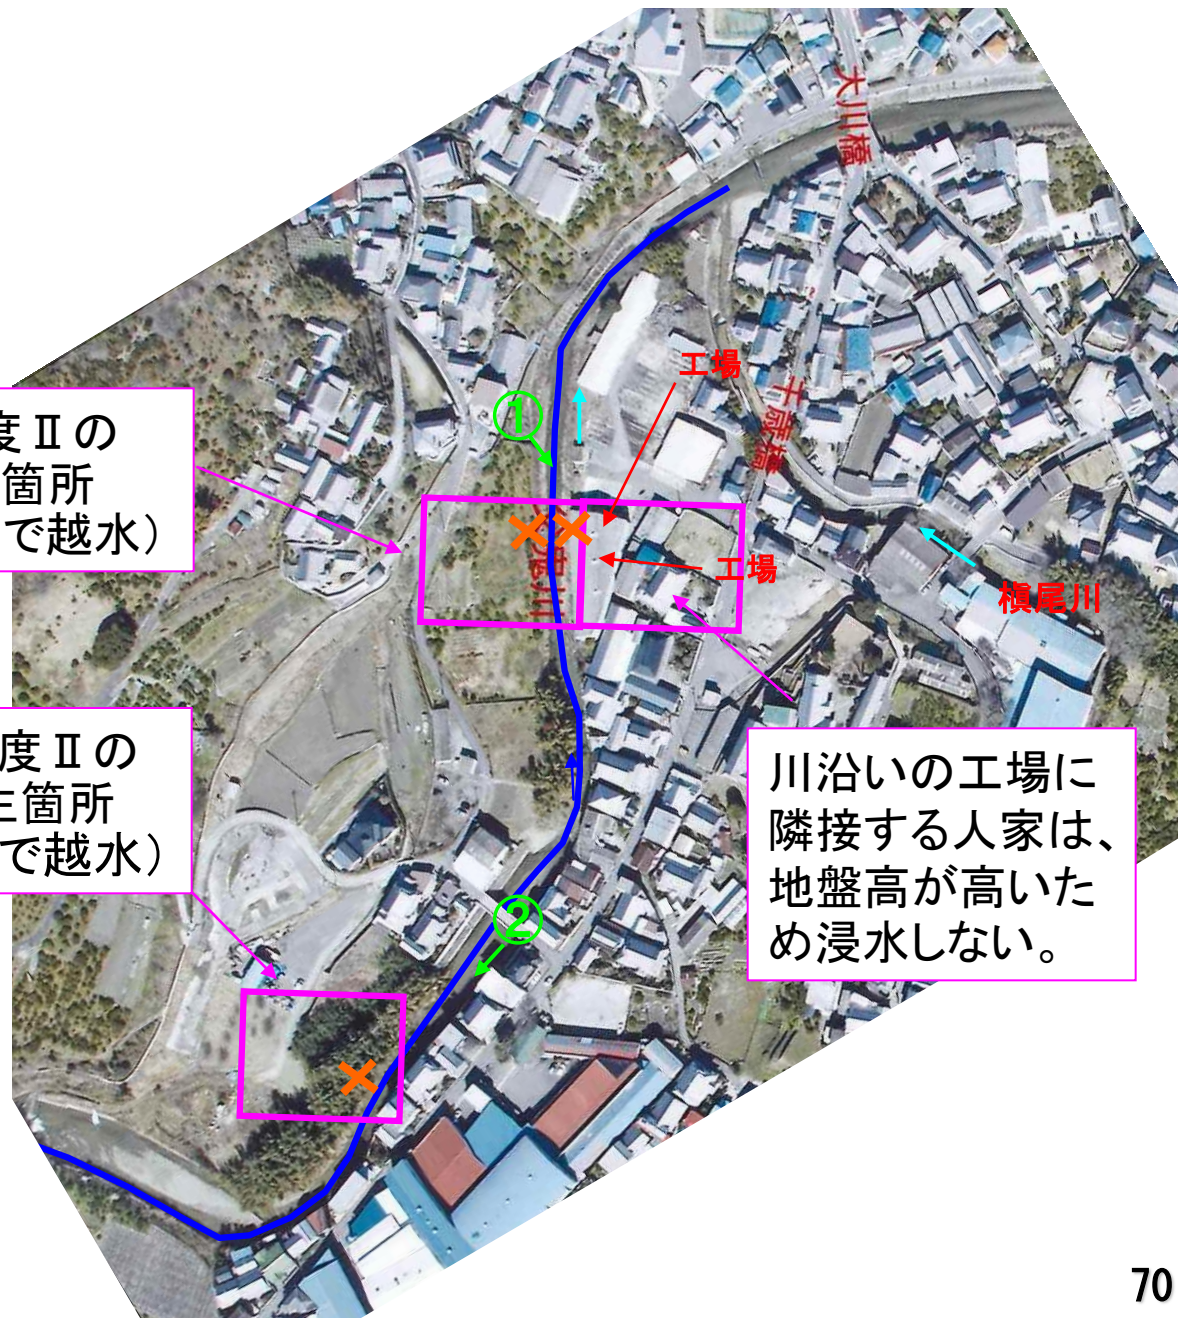 大川橋
工場
千歳橋
①
度Ⅱの
箇所
で越水）
工場
槇尾川
度Ⅱの
箇所
で越水）
川沿いの工場に
隣接する人家は、
地盤高が高いた
め浸水しない。
②
70